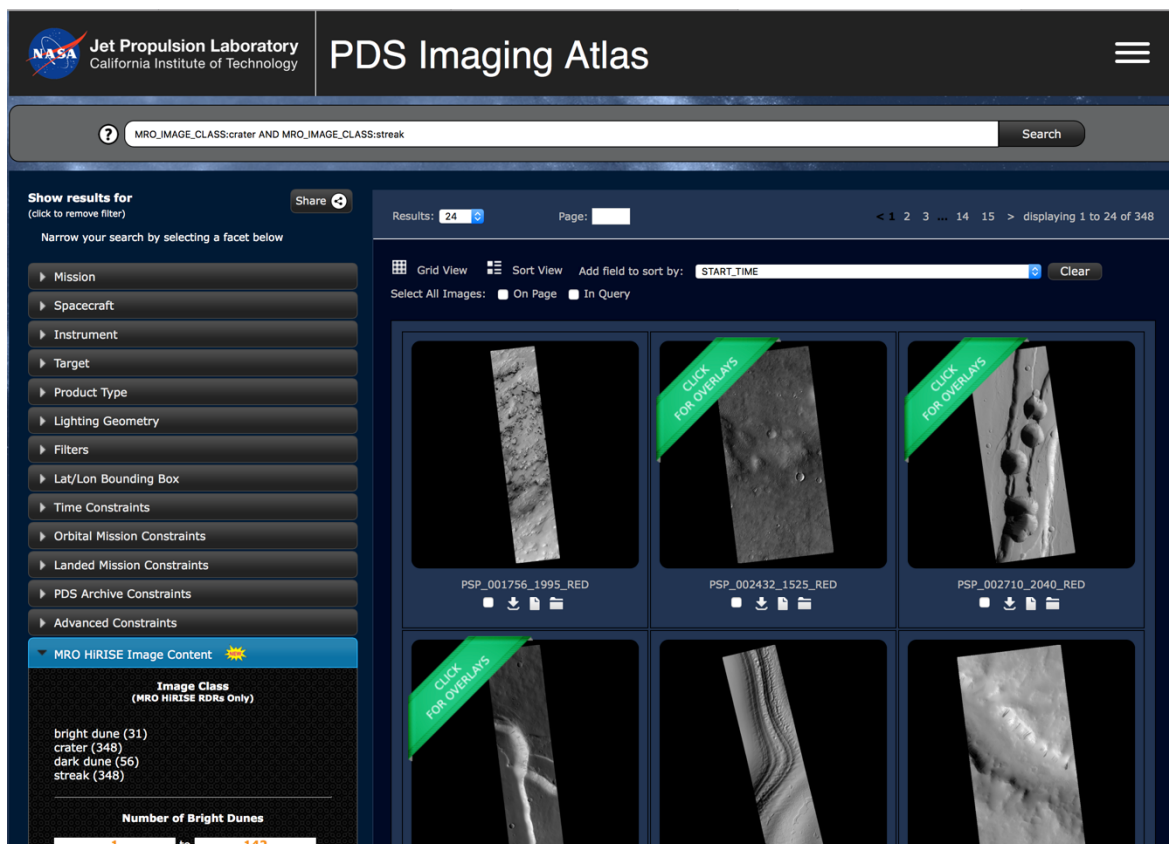 NASA
Jet Propulsion Laboratory
California Institute of Technology
PDS Imaging Atlas
?
MRO_IMAGE_CLASS:crater AND MRO_IMAGE_CLASS:streak
Search
Show results for
(click to remove filter)
Share
Narrow your search by selecting a facet below
Mission
Spacecraft
Instrument
Target
Product Type
Lighting Geometry
Filters
Lat/Lon Bounding Box
Time Constraints
Orbital Mission Constraints
Landed Mission Constraints
PDS Archive Constraints
Advanced Constraints
MRO HiRISE Image Content
Image Class
(MRO HiRISE RDRs Only)
bright dune (31)
crater (348)
dark dune (56)
streak (348)
Number of Bright Dunes
1 to 143
Results: 24 Page: < 1 2 3 ... 14 15 > displaying 1 to 24 of 348
Grid View Sort View Add field to sort by: START_TIME Clear
Select All Images: On Page In Query
CLICK
FOR OVERLAYS
CLICK
FOR OVERLAYS
PSP_001756_1995_RED
PSP_002432_1525_RED
PSP_002710_2040_RED
CLICK
FOR OVERLAYS